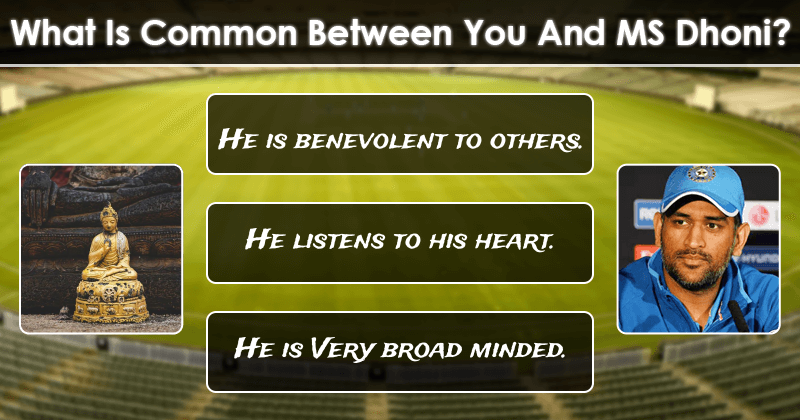 What Is Common Between You And MS Dhoni?
He is benevolent to others.
He listens to his heart.
He is Very broad minded.
HYUNDAI